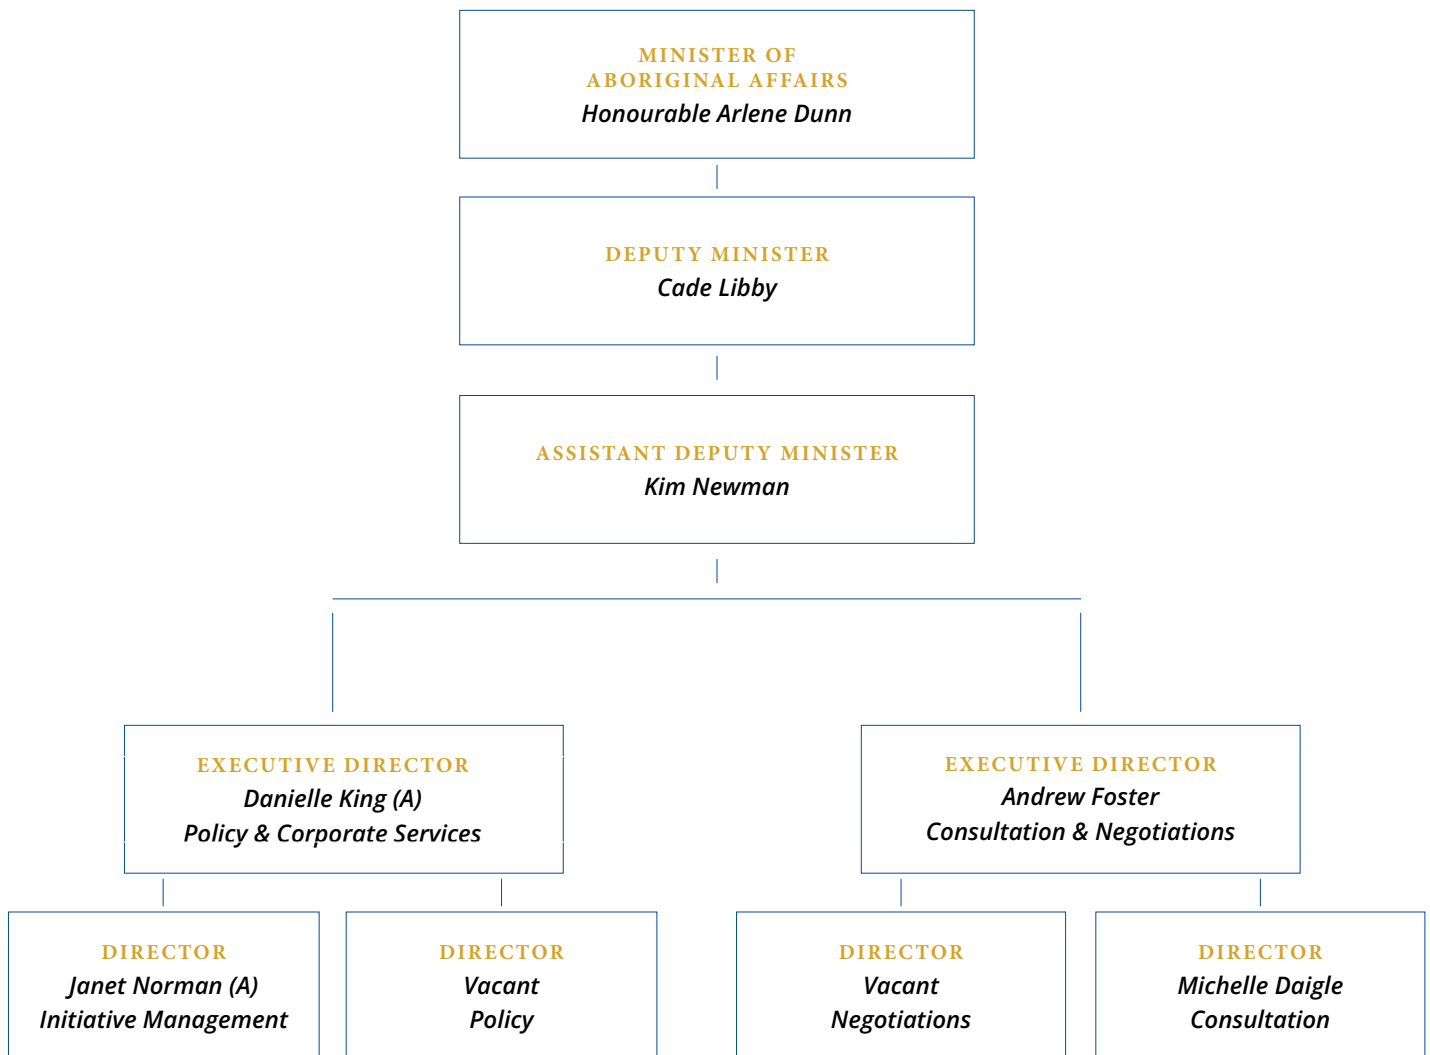 MINISTER OF
ABORIGINAL AFFAIRS
Honourable Arlene Dunn
DEPUTY MINISTER
Cade Libby
ASSISTANT DEPUTY MINISTER
Kim Newman
EXECUTIVE DIRECTOR
Danielle King (A)
Policy & Corporate Services
EXECUTIVE DIRECTOR
Andrew Foster
Consultation & Negotiations
DIRECTOR
Janet Norman (A)
Initiative Management
DIRECTOR
Vacant
Policy
DIRECTOR
Vacant
Negotiations
DIRECTOR
Michelle Daigle
Consultation